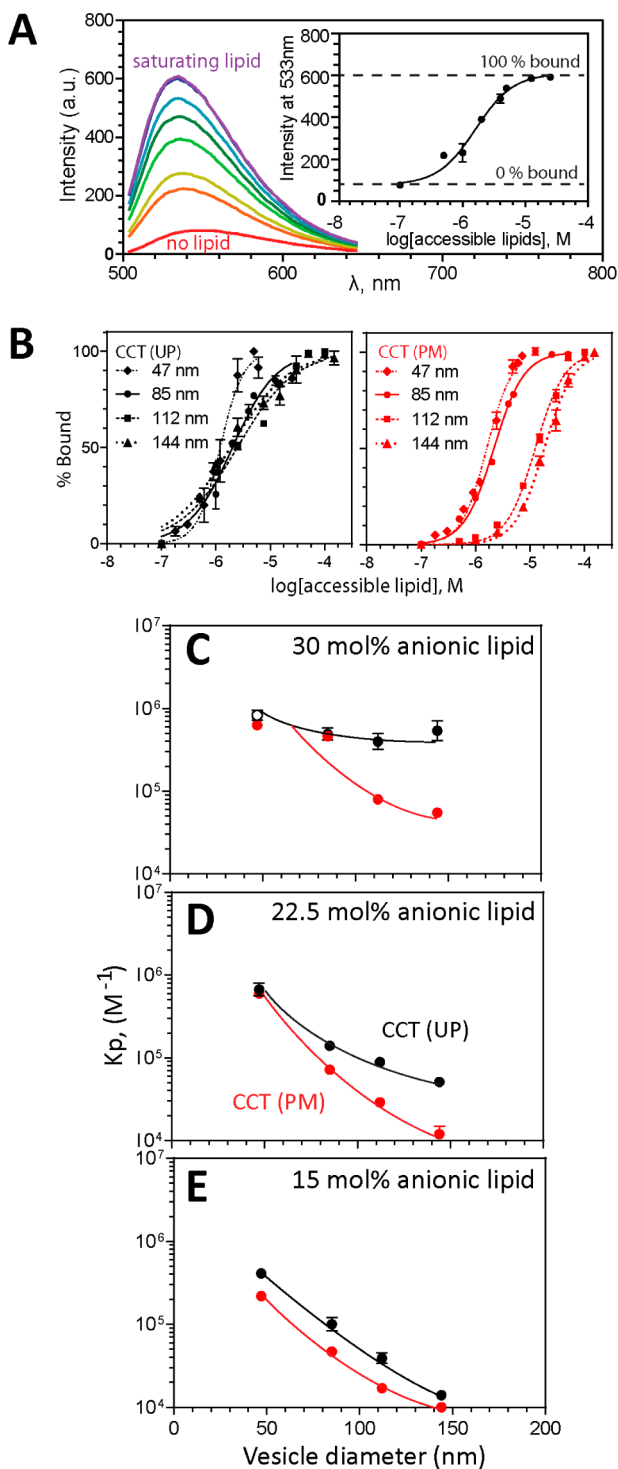 A
800
600
400
200
0
Intensity (a.u.)
saturating lipid
no lipid
500
600
700
800
λ, nm
800
600
400
200
0
Intensity at 533nm
100 % bound
0 % bound
-8
-7
-6
-5
-4
log[accessible lipids], M
B
100
50
0
% Bound
CCT (UP)
47 nm
85 nm
112 nm
144 nm
CCT (PM)
47 nm
85 nm
112 nm
144 nm
-8
-7
-6
-5
-4
-3
-8
-7
-6
-5
-4
-3
log[accessible lipid], M
C
30 mol% anionic lipid
10⁷
10⁶
10⁵
10⁴
D
22.5 mol% anionic lipid
10⁷
10⁶
10⁵
10⁴
Kp, (M⁻¹)
CCT (UP)
CCT (PM)
E
15 mol% anionic lipid
10⁷
10⁶
10⁵
10⁴
0
50
100
150
200
Vesicle diameter (nm)